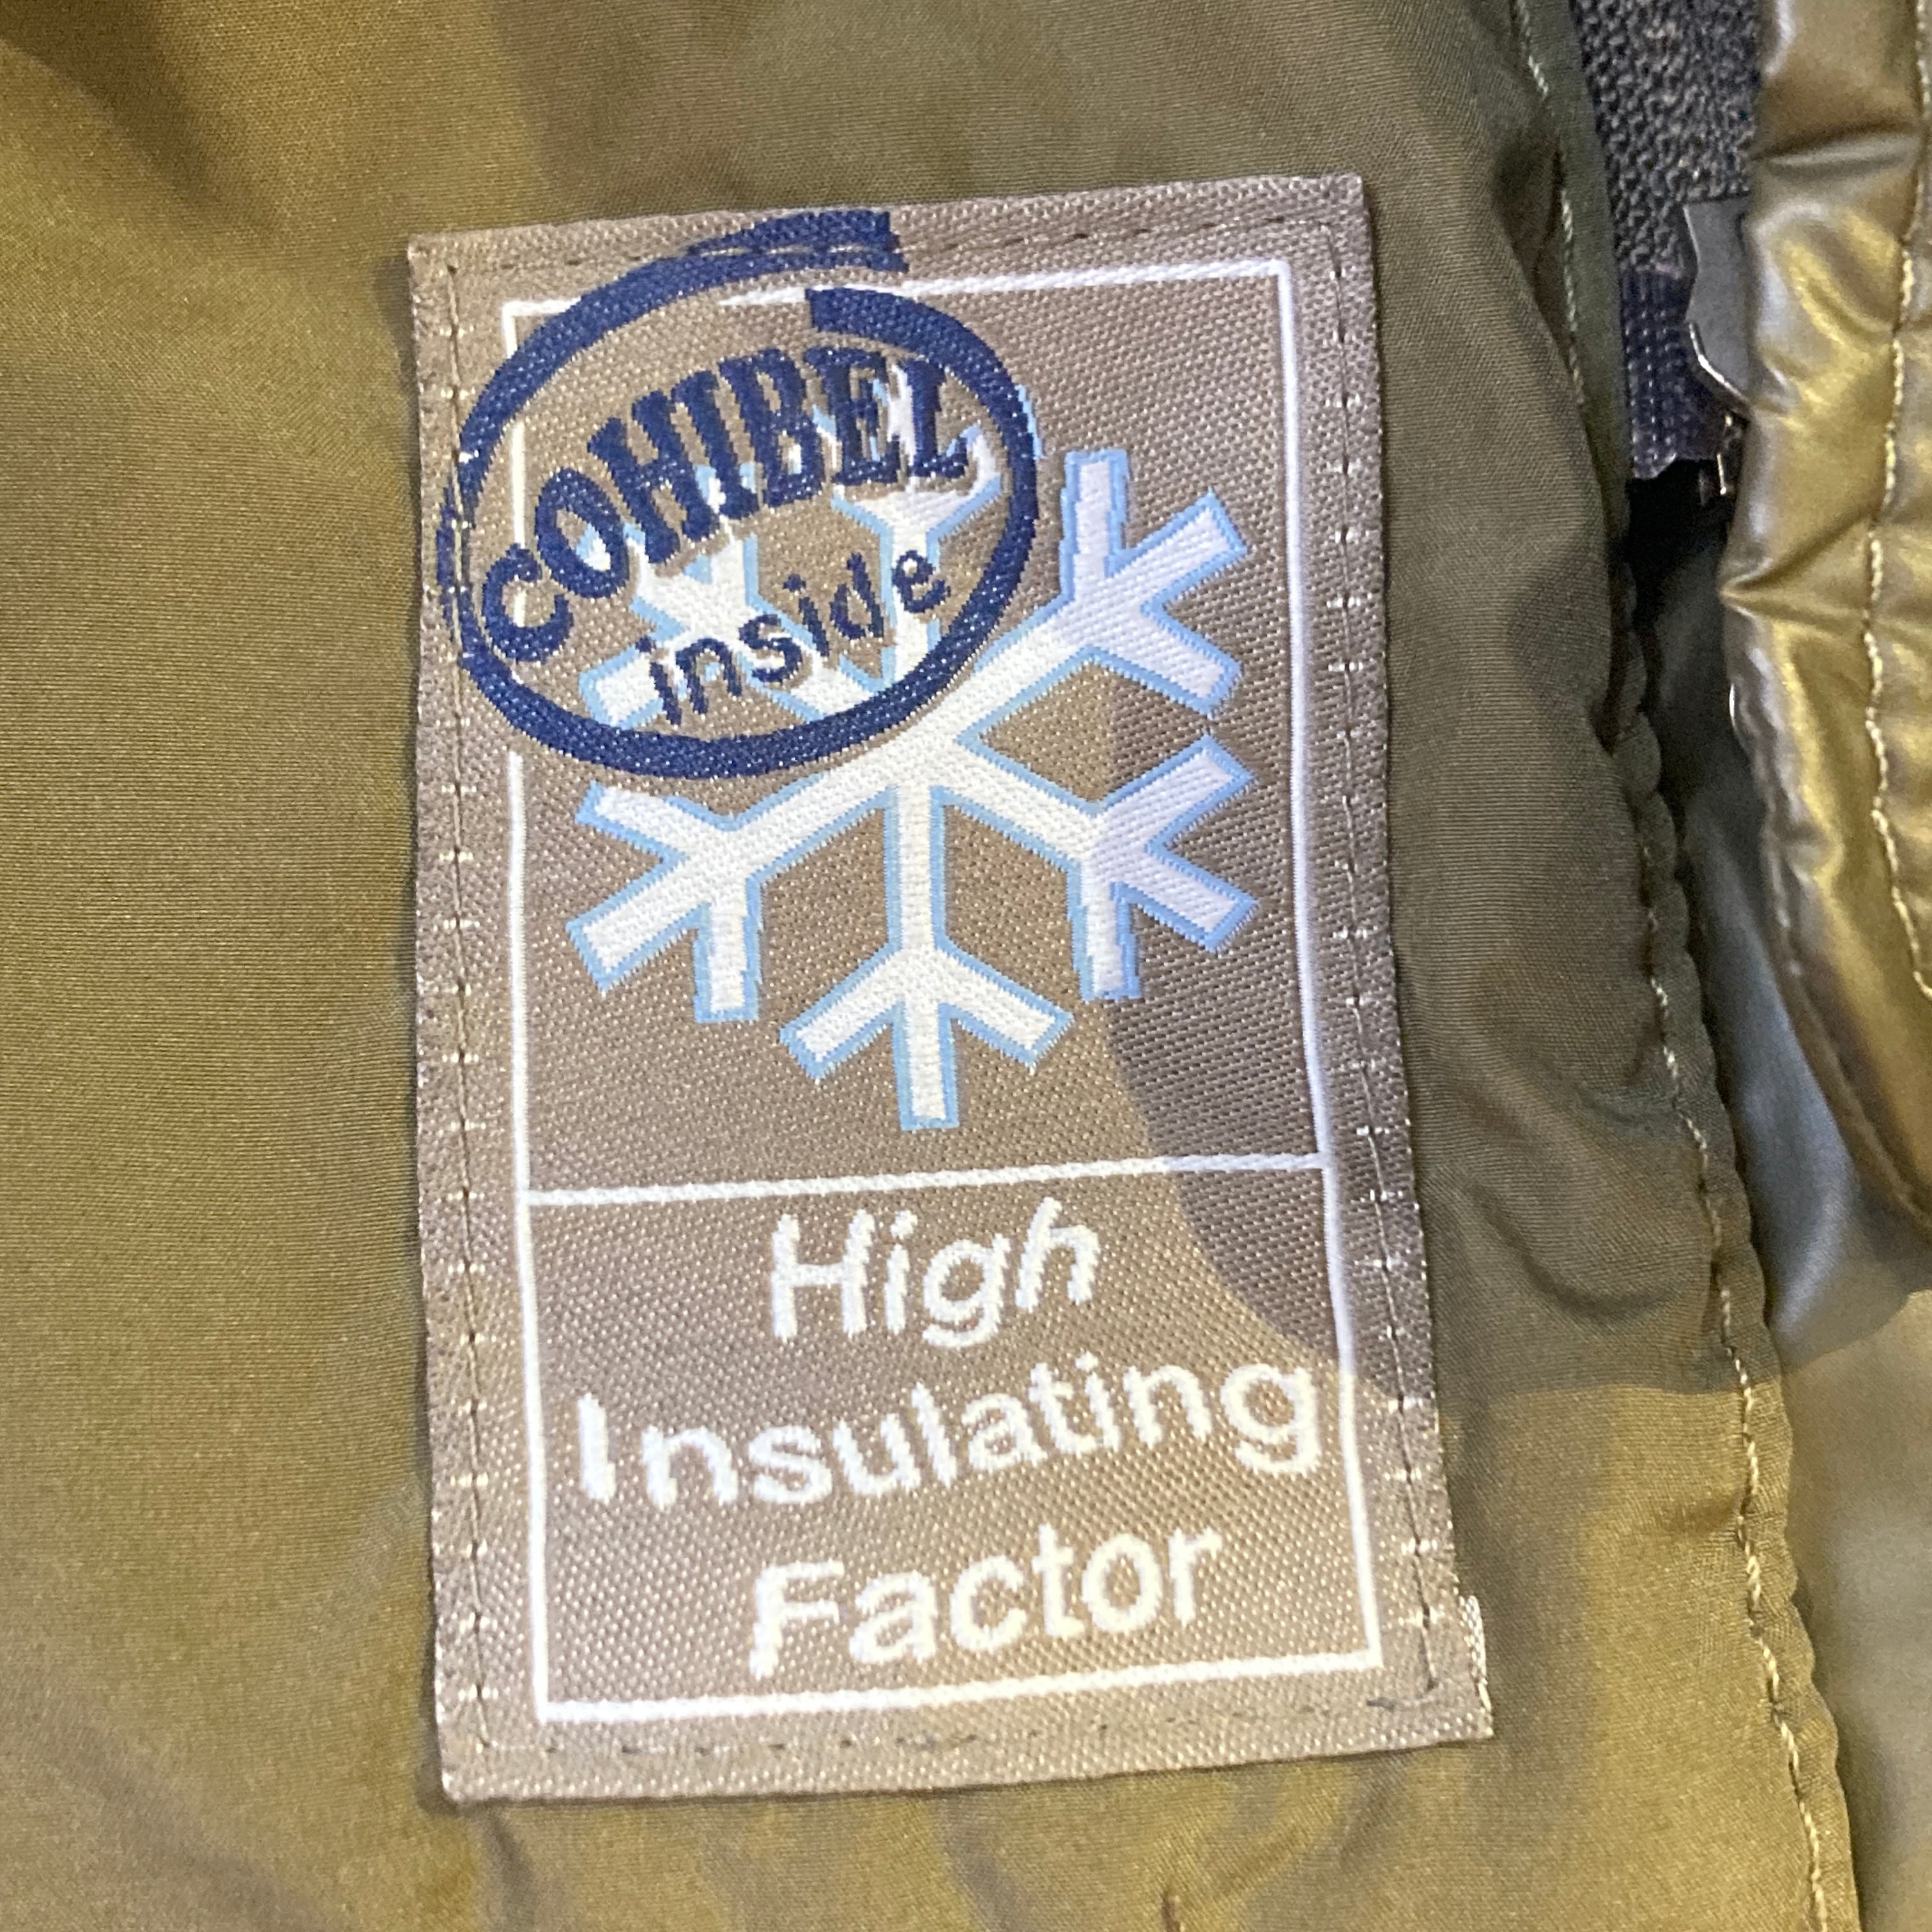 COHIBEL
inside
High
Insulating
Factor